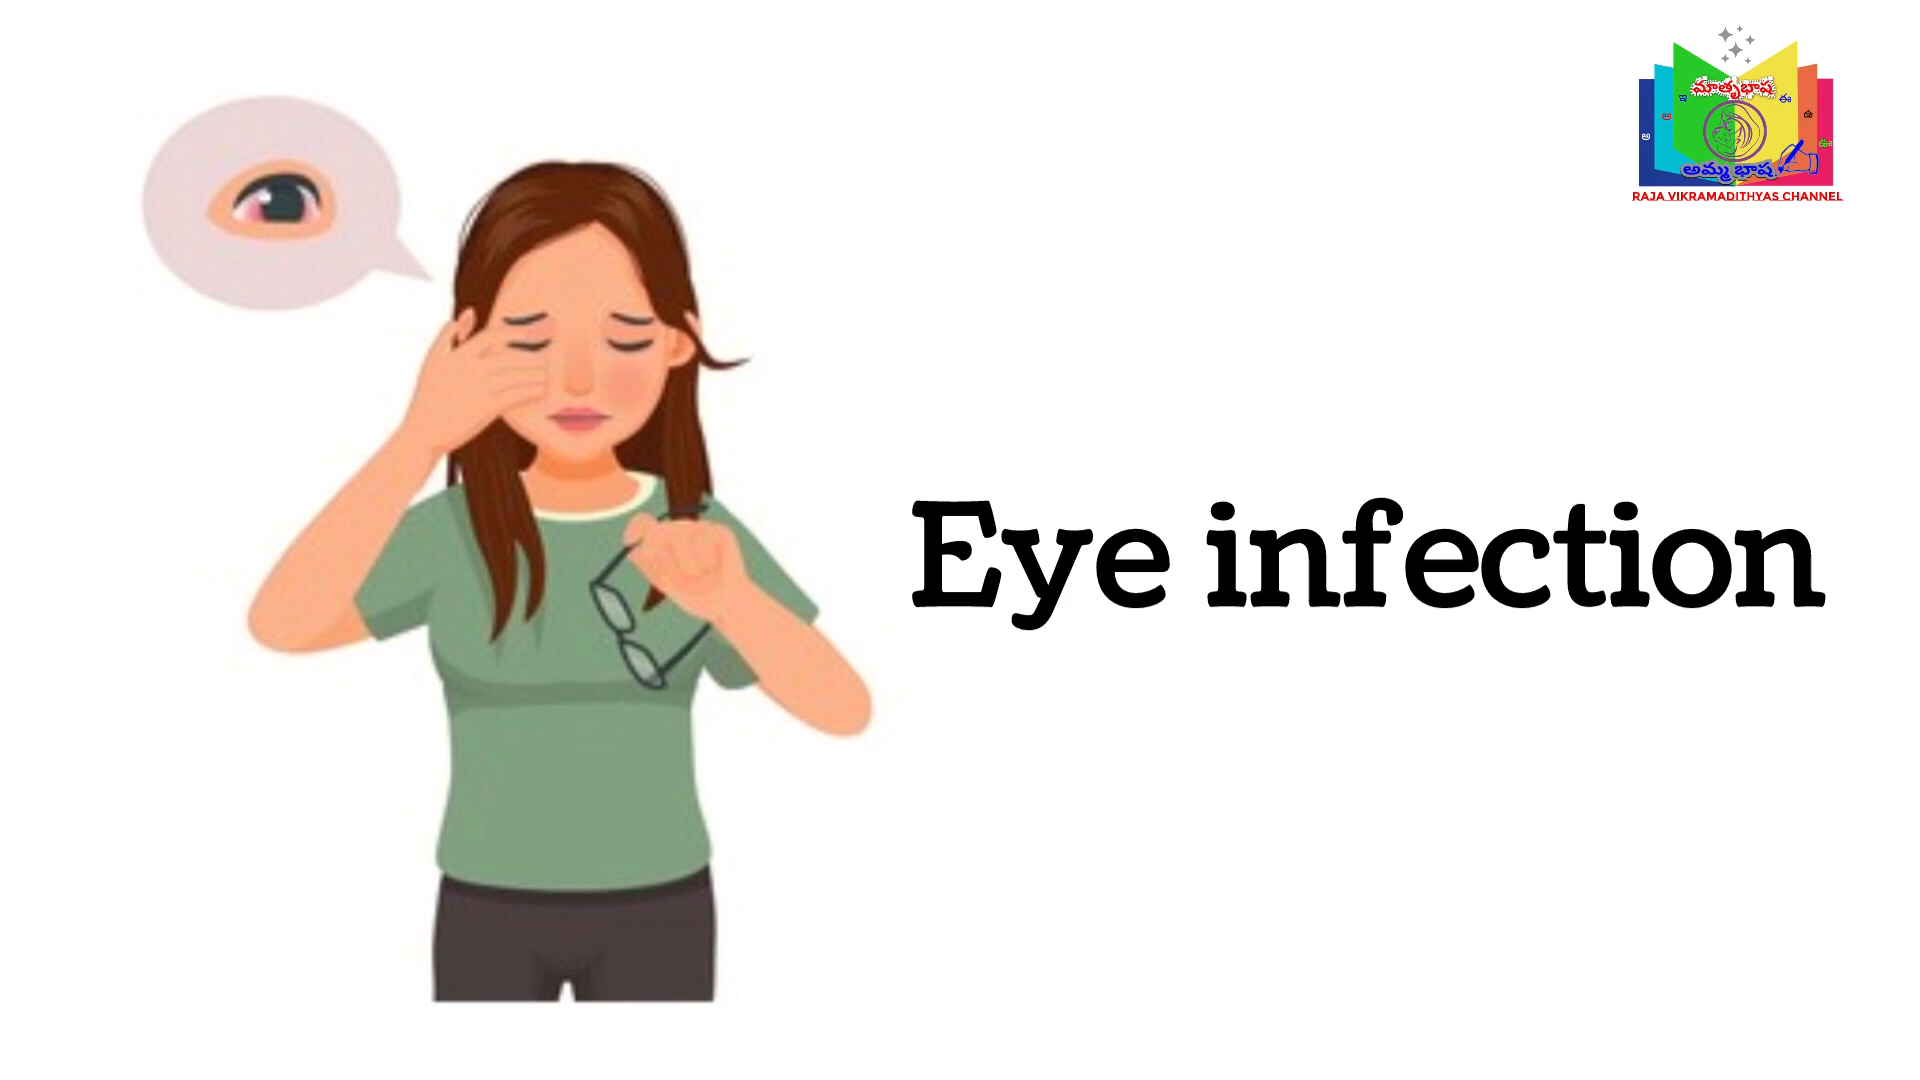 మాతృభాష
అ ఆ ఇ ఈ ఉ ఊ
అమ్మ భాష
RAJA VIKRAMADITHYAS CHANNEL
Eye infection